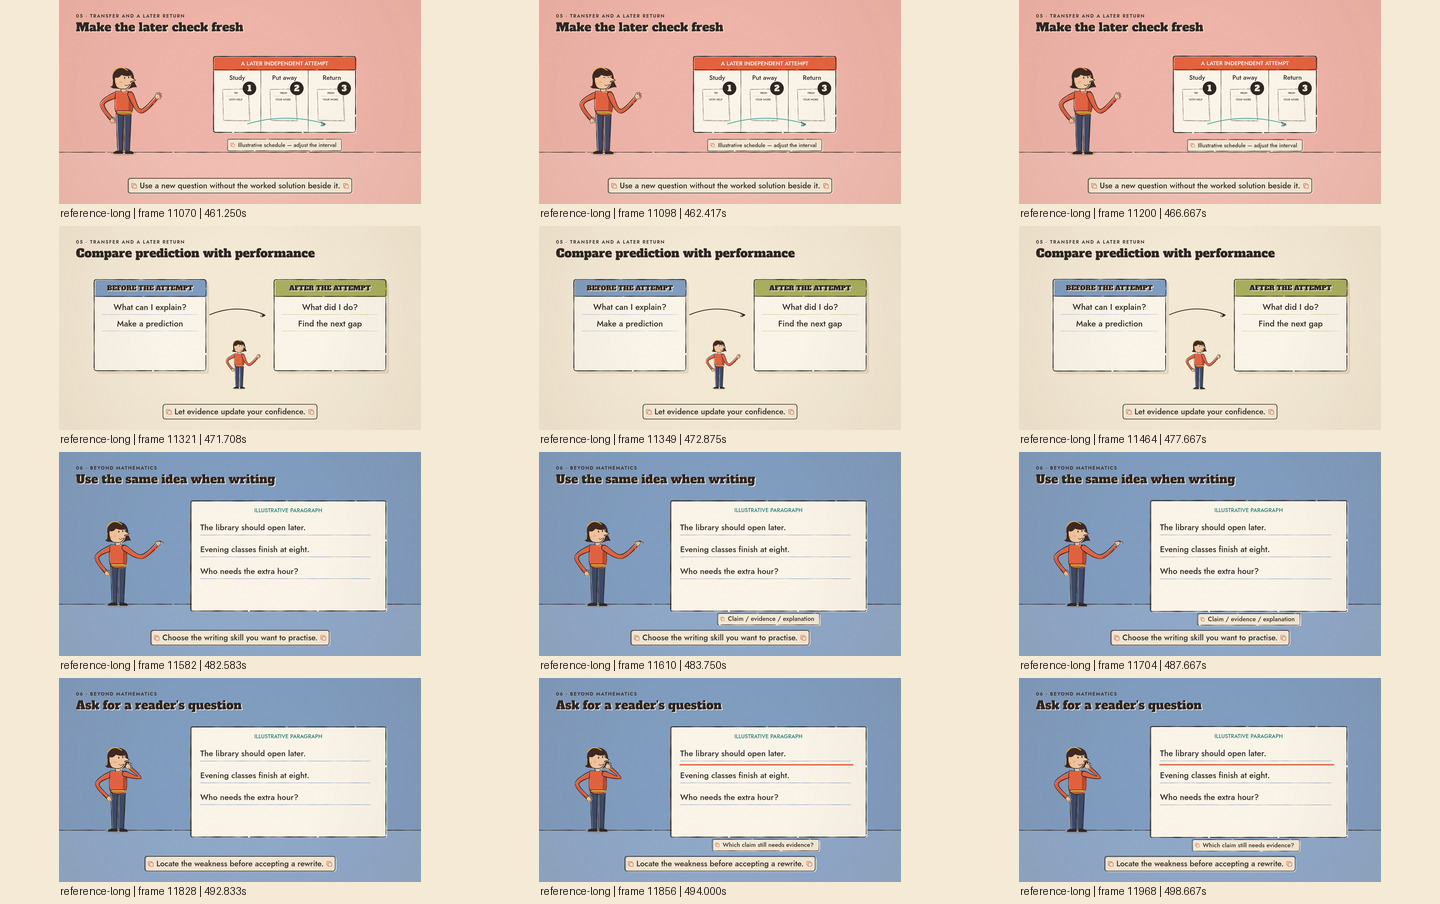 05 · TRANSFER AND A LATER RETURN
Make the later check fresh
A LATER INDEPENDENT ATTEMPT
Study Put away Return
1 2 3
Illustrative schedule — adjust the interval
Use a new question without the worked solution beside it.
reference-long | frame 11070 | 461.250s
05 · TRANSFER AND A LATER RETURN
Make the later check fresh
A LATER INDEPENDENT ATTEMPT
Study Put away Return
1 2 3
Illustrative schedule — adjust the interval
Use a new question without the worked solution beside it.
reference-long | frame 11098 | 462.417s
05 · TRANSFER AND A LATER RETURN
Make the later check fresh
A LATER INDEPENDENT ATTEMPT
Study Put away Return
1 2 3
Illustrative schedule — adjust the interval
Use a new question without the worked solution beside it.
reference-long | frame 11200 | 466.667s
05 · TRANSFER AND A LATER RETURN
Compare prediction with performance
BEFORE THE ATTEMPT
What can I explain?
Make a prediction
AFTER THE ATTEMPT
What did I do?
Find the next gap
Let evidence update your confidence.
reference-long | frame 11321 | 471.708s
05 · TRANSFER AND A LATER RETURN
Compare prediction with performance
BEFORE THE ATTEMPT
What can I explain?
Make a prediction
AFTER THE ATTEMPT
What did I do?
Find the next gap
Let evidence update your confidence.
reference-long | frame 11349 | 472.875s
05 · TRANSFER AND A LATER RETURN
Compare prediction with performance
BEFORE THE ATTEMPT
What can I explain?
Make a prediction
AFTER THE ATTEMPT
What did I do?
Find the next gap
Let evidence update your confidence.
reference-long | frame 11464 | 477.667s
06 · BEYOND MATHEMATICS
Use the same idea when writing
ILLUSTRATIVE PARAGRAPH
The library should open later.
Evening classes finish at eight.
Who needs the extra hour?
Choose the writing skill you want to practise.
reference-long | frame 11582 | 482.583s
06 · BEYOND MATHEMATICS
Use the same idea when writing
ILLUSTRATIVE PARAGRAPH
The library should open later.
Evening classes finish at eight.
Who needs the extra hour?
Claim / evidence / explanation
Choose the writing skill you want to practise.
reference-long | frame 11610 | 483.750s
06 · BEYOND MATHEMATICS
Use the same idea when writing
ILLUSTRATIVE PARAGRAPH
The library should open later.
Evening classes finish at eight.
Who needs the extra hour?
Claim / evidence / explanation
Choose the writing skill you want to practise.
reference-long | frame 11704 | 487.667s
06 · BEYOND MATHEMATICS
Ask for a reader's question
ILLUSTRATIVE PARAGRAPH
The library should open later.
Evening classes finish at eight.
Who needs the extra hour?
Locate the weakness before accepting a rewrite.
reference-long | frame 11828 | 492.833s
06 · BEYOND MATHEMATICS
Ask for a reader's question
ILLUSTRATIVE PARAGRAPH
The library should open later.
Evening classes finish at eight.
Who needs the extra hour?
Which claim still needs evidence?
Locate the weakness before accepting a rewrite.
reference-long | frame 11856 | 494.000s
06 · BEYOND MATHEMATICS
Ask for a reader's question
ILLUSTRATIVE PARAGRAPH
The library should open later.
Evening classes finish at eight.
Who needs the extra hour?
Which claim still needs evidence?
Locate the weakness before accepting a rewrite.
reference-long | frame 11968 | 498.667s